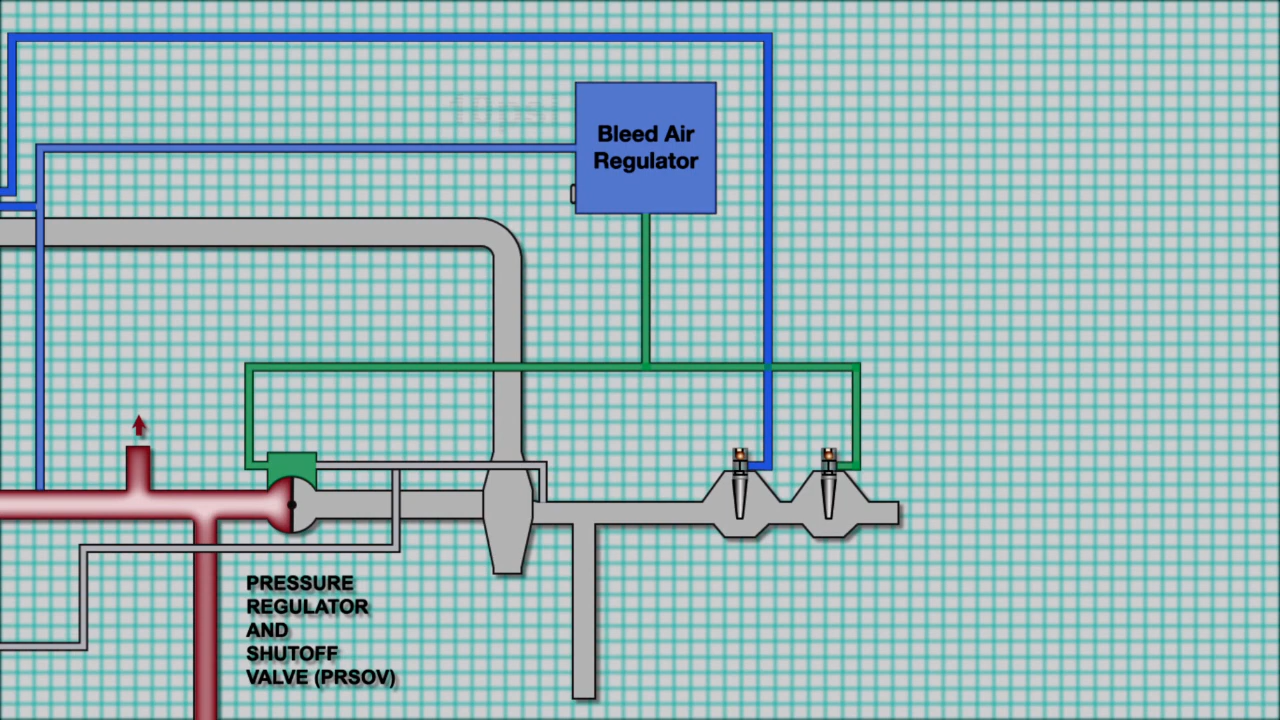 Bleed Air
Regulator
PRESSURE
REGULATOR
AND
SHUTOFF
VALVE (PRSOV)